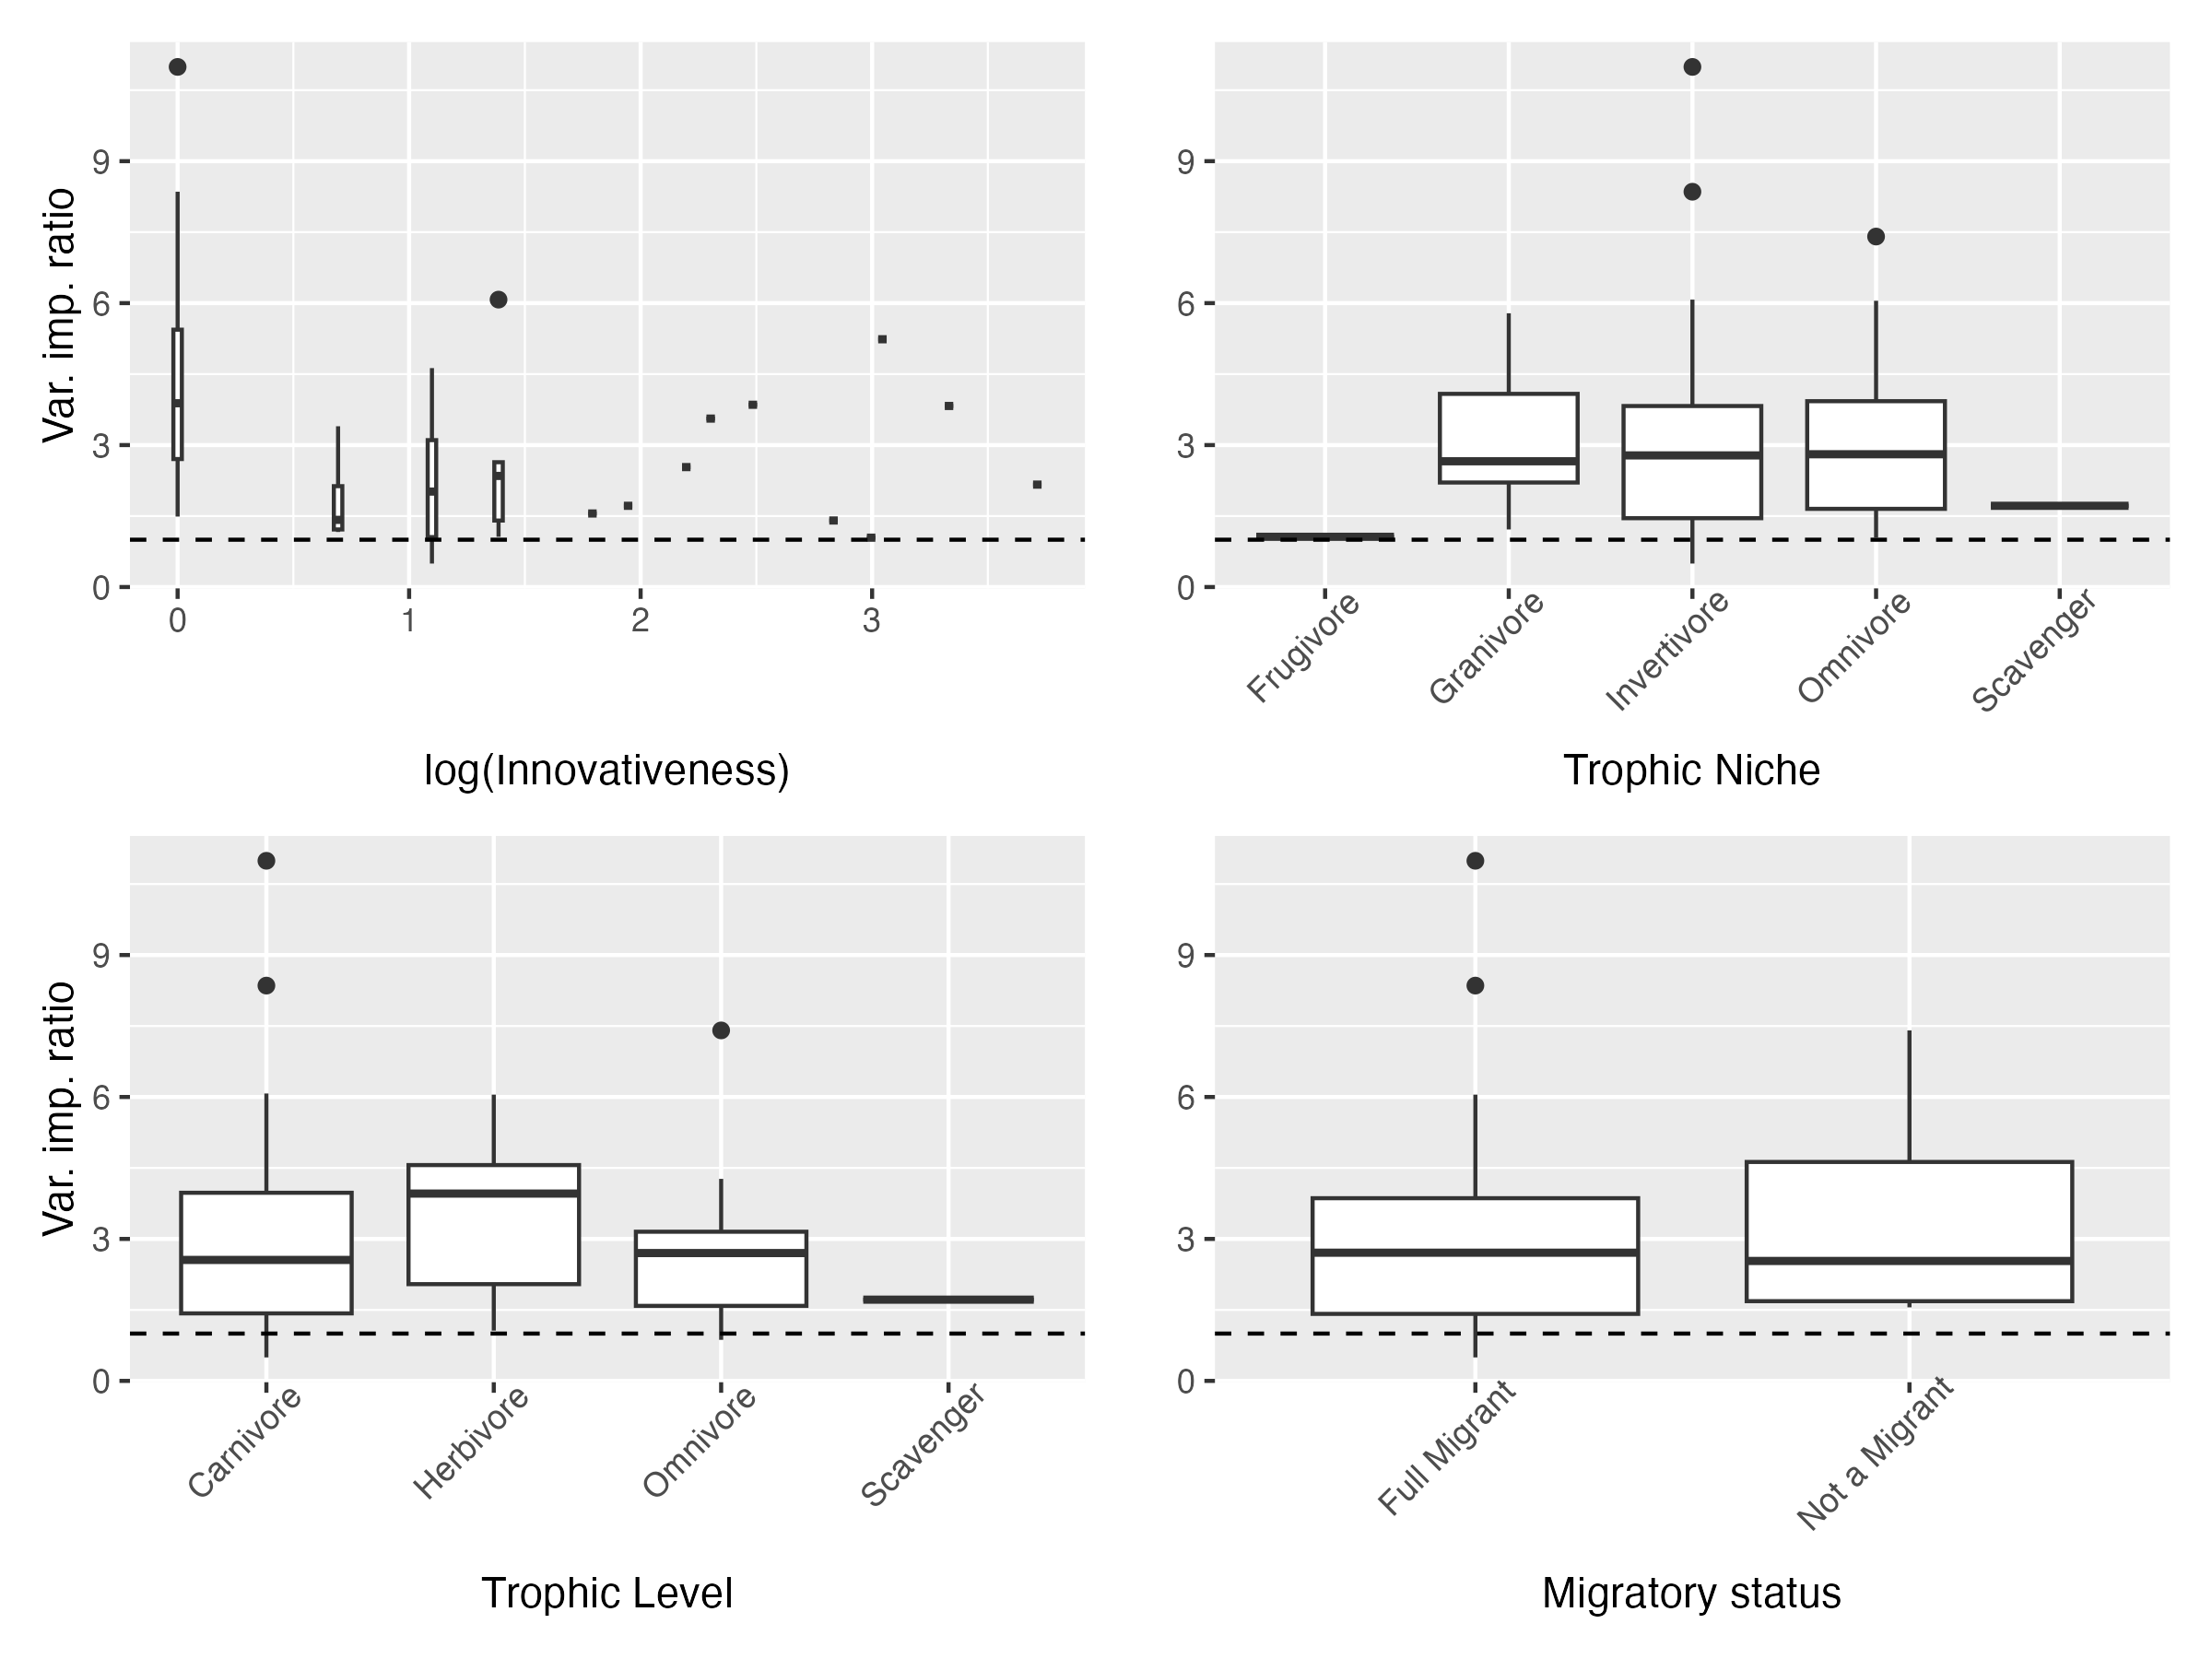 Var. imp. ratio
9
6
3
0
0 1 2 3
log(Innovativeness)
9
6
3
0
Frugivore Granivore Invertivore Omnivore Scavenger
Trophic Niche
Var. imp. ratio
9
6
3
0
Carnivore Herbivore Omnivore Scavenger
Trophic Level
9
6
3
0
Full Migrant Not a Migrant
Migratory status